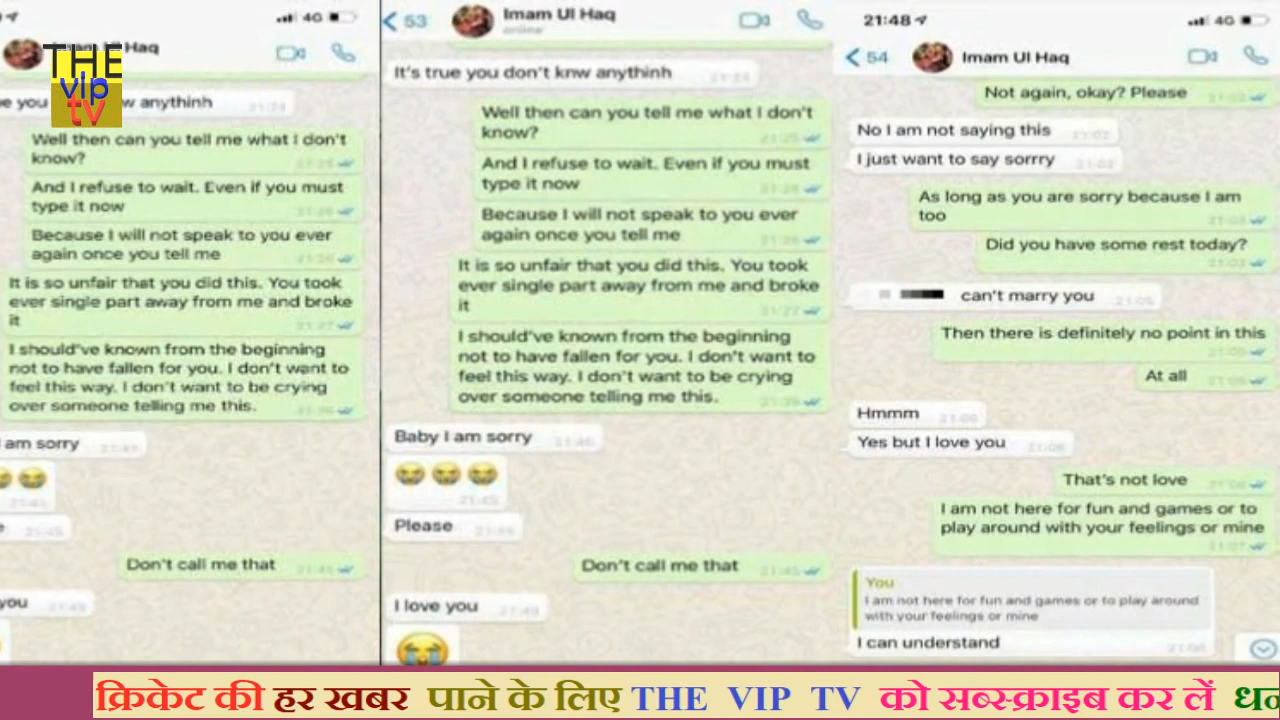 4G
Imam Ul Haq
THE
vip
tv
e you
w anythinh
Well then can you tell me what I don't
know?
And I refuse to wait. Even if you must
type it now
Because I will not speak to you ever
again once you tell me
It is so unfair that you did this. You took
ever single part away from me and broke
it
I should've known from the beginning
not to have fallen for you. I don't want to
feel this way. I don't want to be crying
over someone telling me this.
am sorry
Don't call me that
you
53
Imam Ul Haq
online
It's true you don't knw anythinh
Well then can you tell me what I don't
know?
And I refuse to wait. Even if you must
type it now
Because I will not speak to you ever
again once you tell me
It is so unfair that you did this. You took
ever single part away from me and broke
it
I should've known from the beginning
not to have fallen for you. I don't want to
feel this way. I don't want to be crying
over someone telling me this.
Baby I am sorry
😭😭😭
Please
Don't call me that
I love you
😭
21:48
4G
54
Imam Ul Haq
Not again, okay? Please
No I am not saying this
I just want to say sorrry
As long as you are sorry because I am
too
Did you have some rest today?
can't marry you
Then there is definitely no point in this
At all
Hmmm
Yes but I love you
That's not love
I am not here for fun and games or to
play around with your feelings or mine
You
I am not here for fun and games or to play around
with your feelings or mine
I can understand
क्रिकेट की हर खबर पाने के लिए THE VIP TV को सब्स्क्राइब कर लें